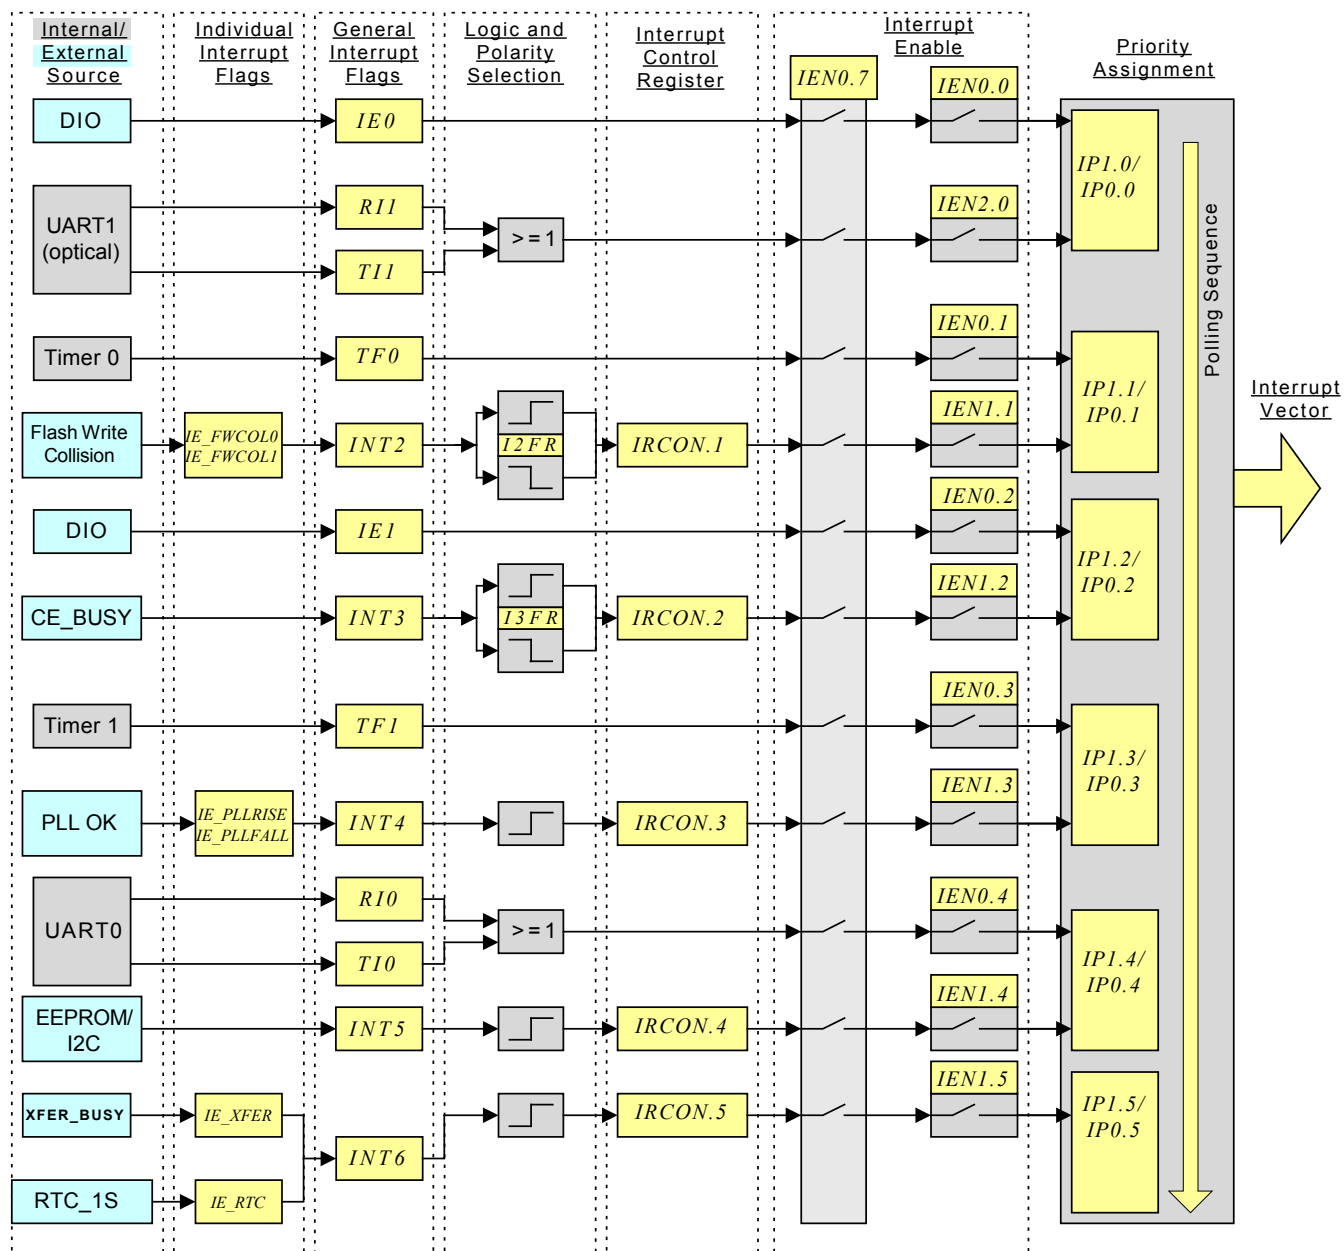 Internal/
External
Source
Individual
Interrupt
Flags
General
Interrupt
Flags
Logic and
Polarity
Selection
Interrupt
Control
Register
Interrupt
Enable
Priority
Assignment
IEN0.7
IEN0.0
DIO
IE0
IP1.0/
IP0.0
UART1
(optical)
RI1
TI1
>=1
IEN2.0
Polling Sequence
IEN0.1
Timer 0
TF0
IP1.1/
IP0.1
Flash Write
Collision
IE_FWCOL0
IE_FWCOL1
INT2
I2FR
IRCON.1
IEN1.1
Interrupt
Vector
IEN0.2
DIO
IE1
IP1.2/
IP0.2
CE_BUSY
INT3
I3FR
IRCON.2
IEN1.2
IEN0.3
Timer 1
TF1
IP1.3/
IP0.3
PLL OK
IE_PLLRISE
IE_PLLFALL
INT4
IRCON.3
IEN1.3
UART0
RI0
TI0
>=1
IEN0.4
IP1.4/
IP0.4
EEPROM/
I2C
INT5
IRCON.4
IEN1.4
XFER_BUSY
IE_XFER
INT6
IRCON.5
IEN1.5
IP1.5/
IP0.5
RTC_1S
IE_RTC